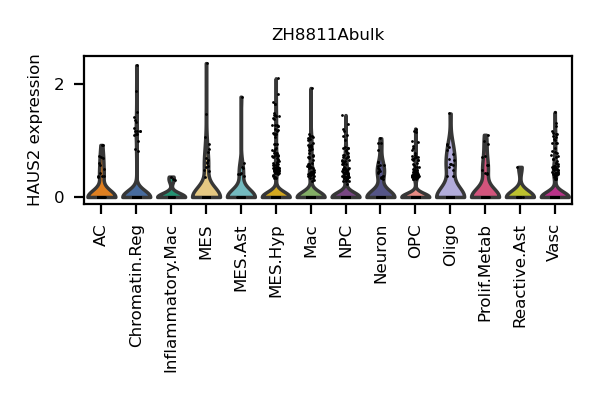 ZH8811Abulk
HAUS2 expression
2
0
AC
Chromatin.Reg
Inflammatory.Mac
MES
MES.Ast
MES.Hyp
Mac
NPC
Neuron
OPC
Oligo
Prolif.Metab
Reactive.Ast
Vasc